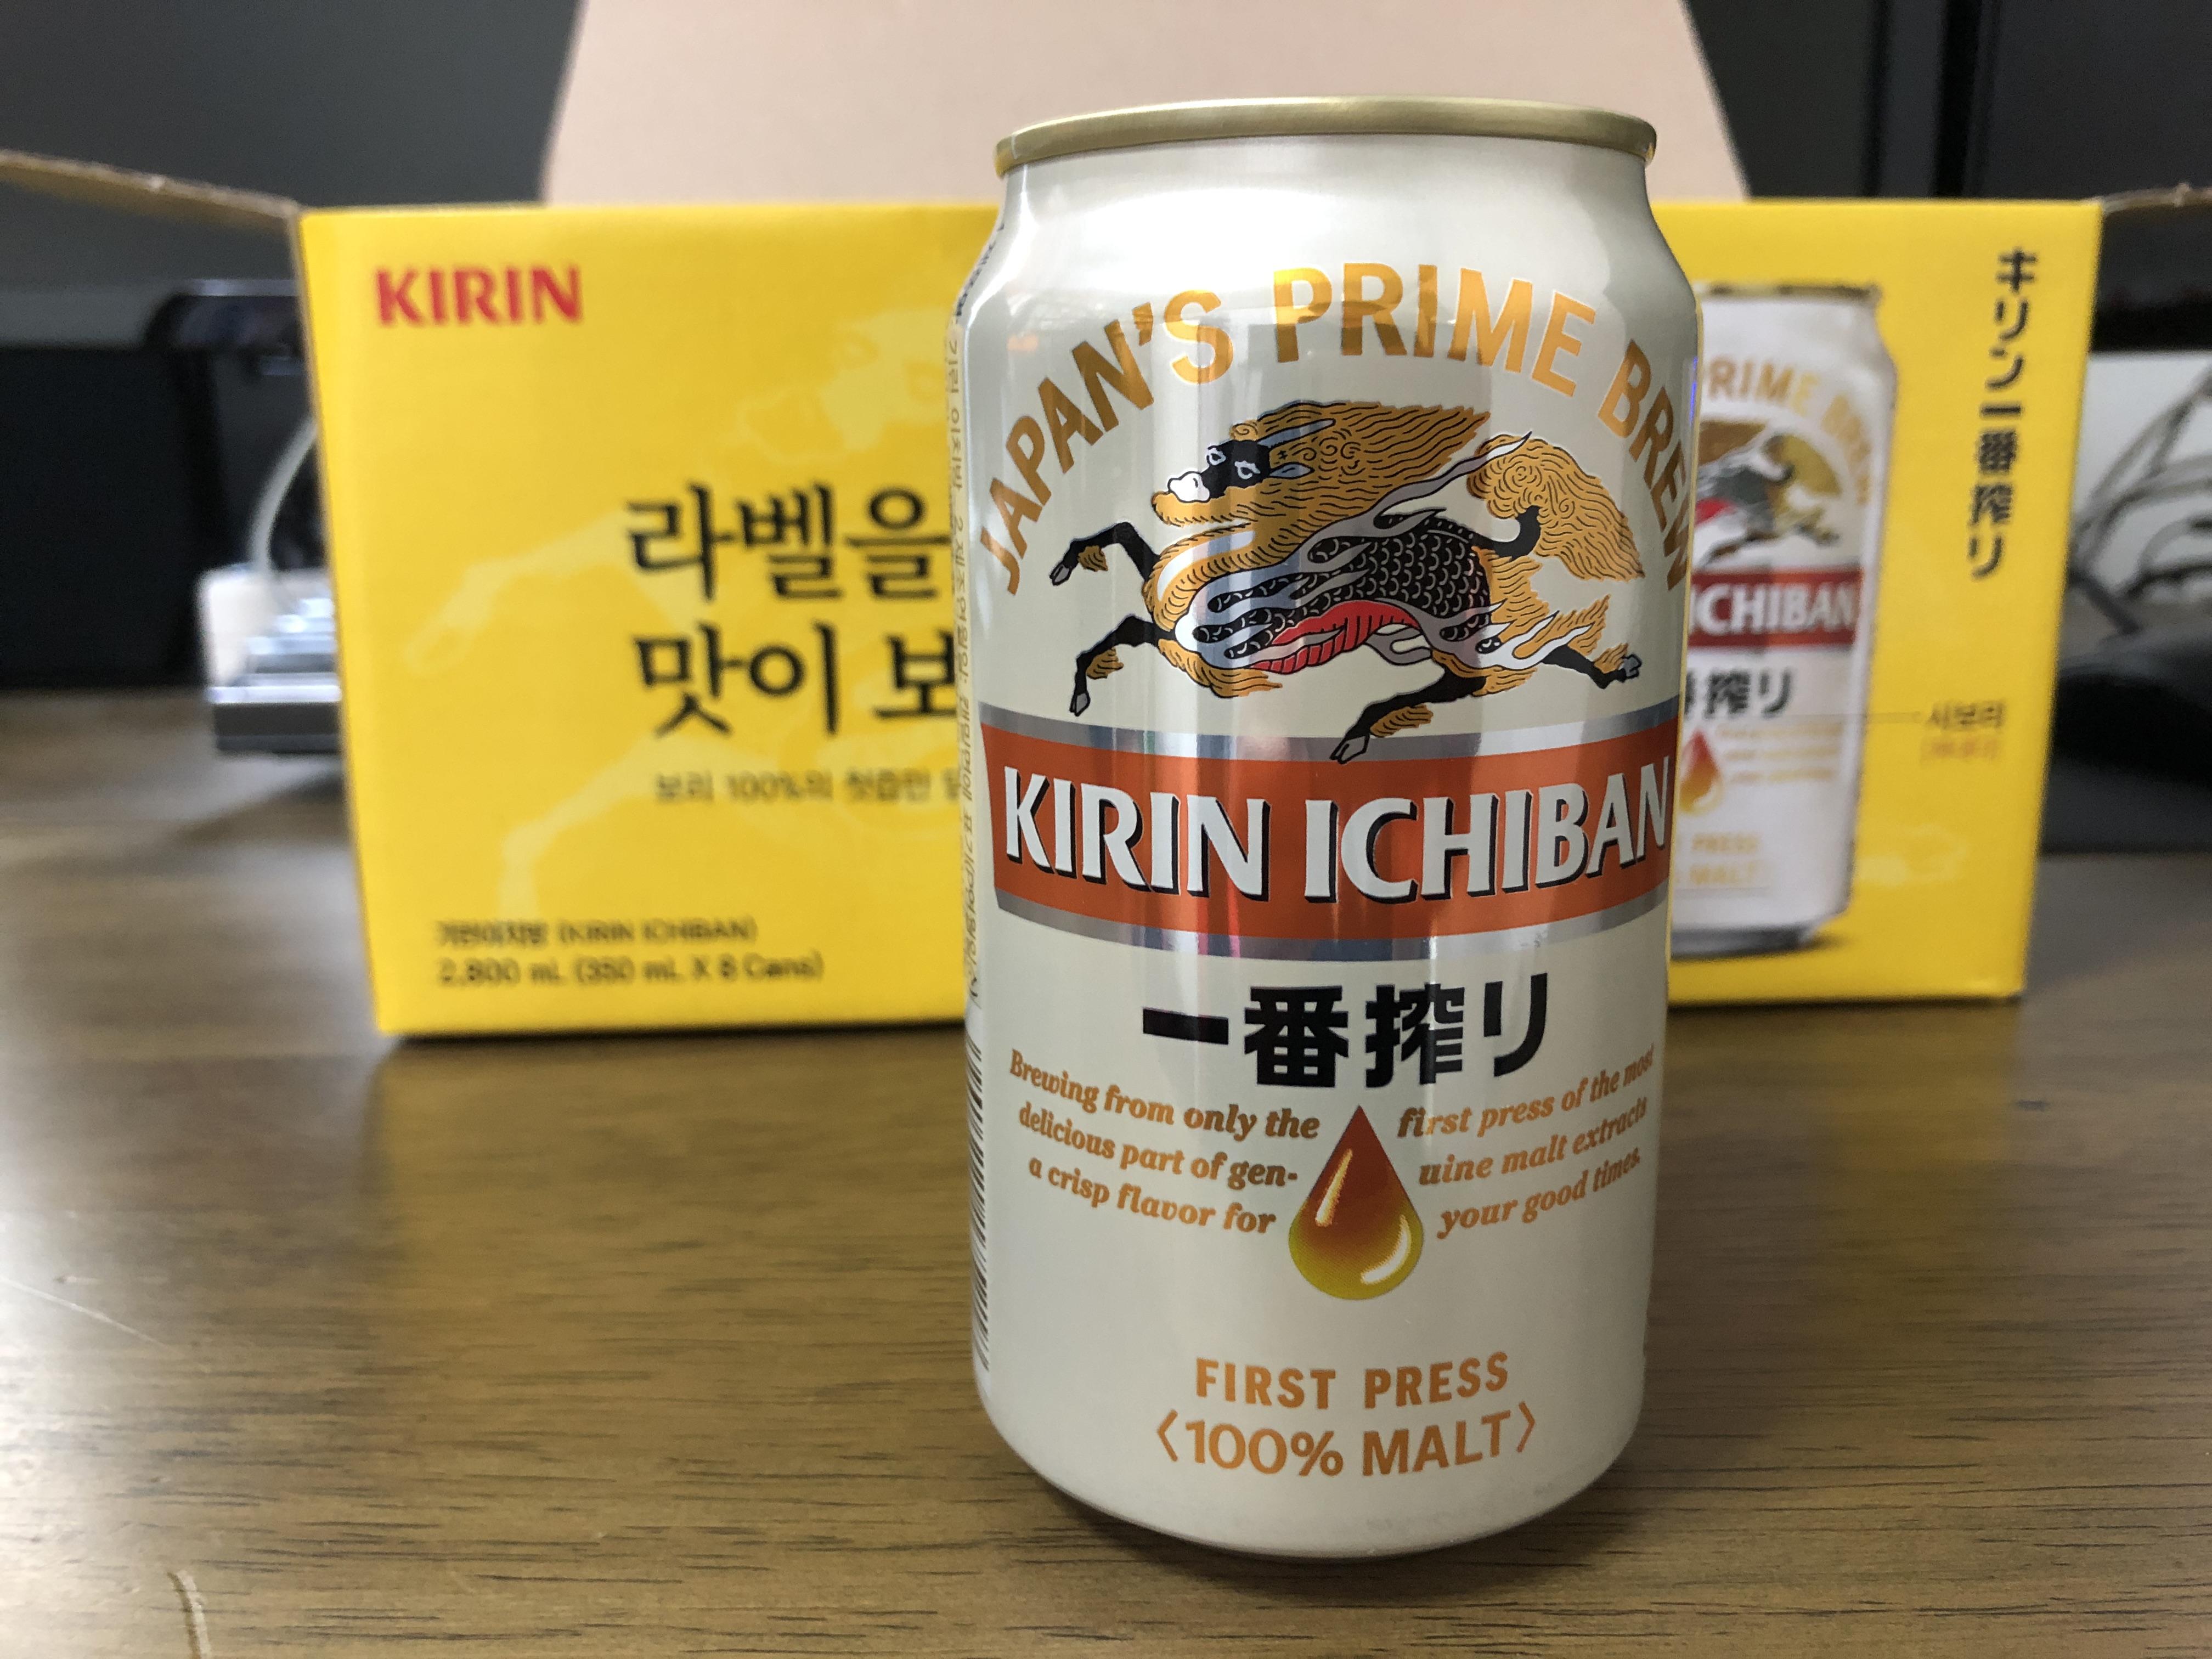 KIRIN
라벨을
맛이
보리 100%의 첫즙만
기린이치방 (KIRIN ICHIBAN)
2,800 mL (350 mL X 8 Cans)
JAPAN'S PRIME BREW
KIRIN ICHIBAN
一番搾り
Brewing from only the first press of the most
delicious part of gen- uine malt extracts
a crisp flavor for your good times.
FIRST PRESS
〈100% MALT〉
キリン一番搾り
PRIME BREW
ICHIBAN
搾り
PRESS
MALT〉
시보리